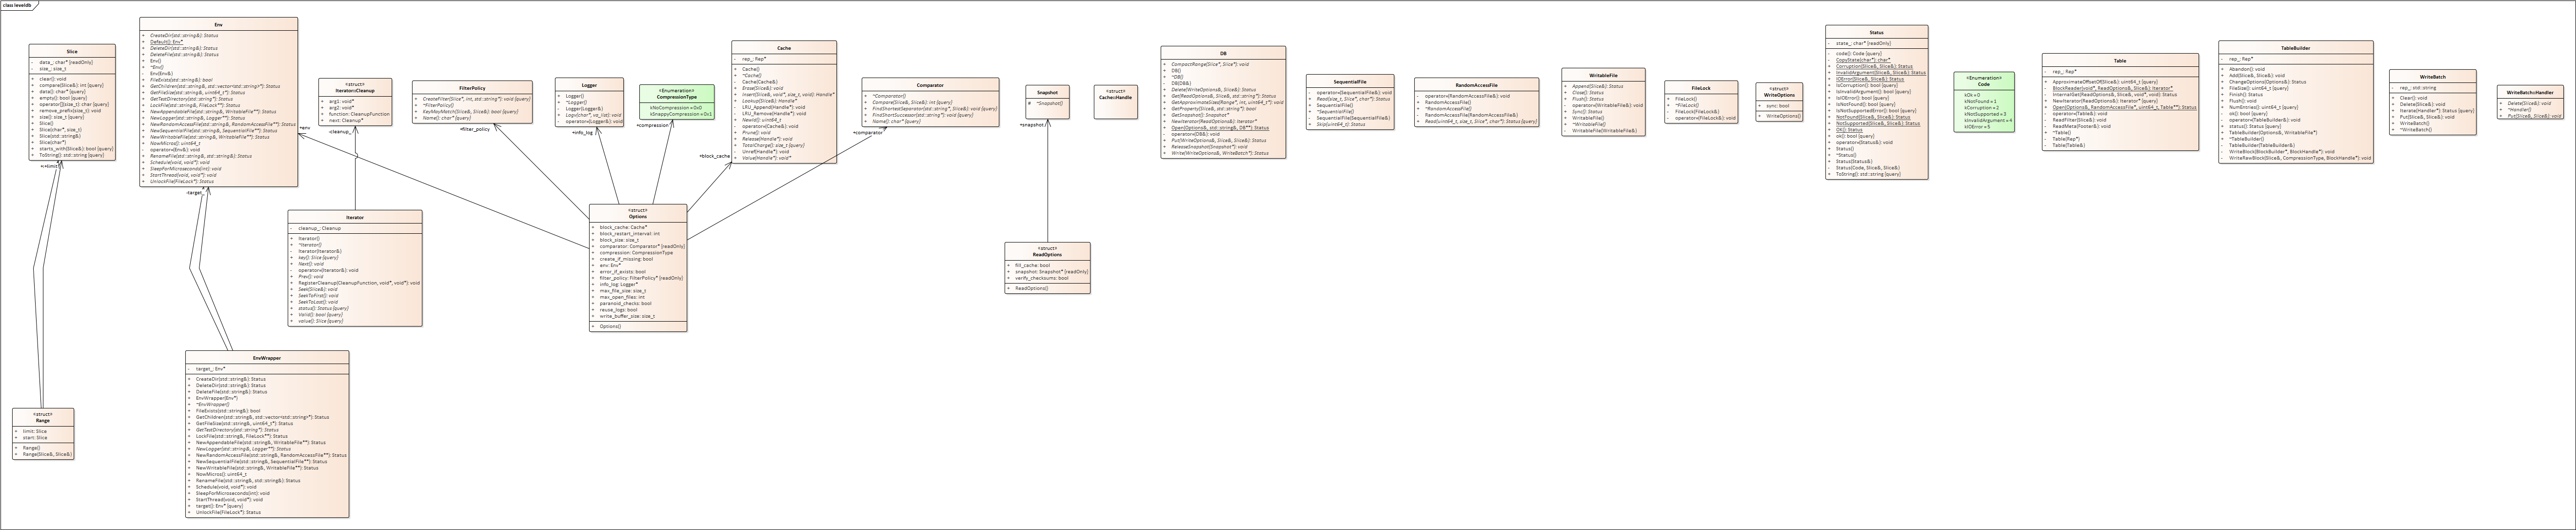 class leveldb
Slice
- data_: char* {readOnly}
- size_: size_t
+ clear(): void
+ compare(Slice&): int {query}
+ data(): char* {query}
+ empty(): bool {query}
+ operator[](size_t): char {query}
+ remove_prefix(size_t): void
+ size(): size_t {query}
+ Slice()
+ Slice(char*, size_t)
+ Slice(std::string&)
+ Slice(char*)
+ starts_with(Slice&): bool {query}
+ ToString(): std::string {query}
Env
+ CreateDir(std::string&): Status
+ Default(): Env*
+ DeleteDir(std::string&): Status
+ DeleteFile(std::string&): Status
+ Env()
+ ~Env()
- Env(Env&)
+ FileExists(std::string&): bool
+ GetChildren(std::string&, std::vector<std::string>*): Status
+ GetFileSize(std::string&, uint64_t*): Status
+ GetTestDirectory(std::string*): Status
+ LockFile(std::string&, FileLock**): Status
+ NewAppendableFile(std::string&, WritableFile**): Status
+ NewLogger(std::string&, Logger**): Status
+ NewRandomAccessFile(std::string&, RandomAccessFile**): Status
+ NewSequentialFile(std::string&, SequentialFile**): Status
+ NewWritableFile(std::string&, WritableFile**): Status
+ NowMicros(): uint64_t
- operator=(Env&): void
+ RenameFile(std::string&, std::string&): Status
+ Schedule(void, void*): void
+ SleepForMicroseconds(int): void
+ StartThread(void, void*): void
+ UnlockFile(FileLock*): Status
«struct»
Iterator::Cleanup
+ arg1: void*
+ arg2: void*
+ function: CleanupFunction
+ next: Cleanup*
FilterPolicy
+ CreateFilter(Slice*, int, std::string*): void {query}
+ ~FilterPolicy()
+ KeyMayMatch(Slice&, Slice&): bool {query}
+ Name(): char* {query}
Logger
+ Logger()
+ ~Logger()
- Logger(Logger&)
+ Logv(char*, va_list): void
- operator=(Logger&): void
«Enumeration»
CompressionType
kNoCompression = 0x0
kSnappyCompression = 0x1
Cache
- rep_: Rep*
+ Cache()
+ ~Cache()
- Cache(Cache&)
+ Erase(Slice&): void
+ Insert(Slice&, void*, size_t, void): Handle*
+ Lookup(Slice&): Handle*
- LRU_Append(Handle*): void
- LRU_Remove(Handle*): void
+ NewId(): uint64_t
- operator=(Cache&): void
+ Prune(): void
+ Release(Handle*): void
+ TotalCharge(): size_t {query}
- Unref(Handle*): void
+ Value(Handle*): void*
Comparator
+ ~Comparator()
+ Compare(Slice&, Slice&): int {query}
+ FindShortestSeparator(std::string*, Slice&): void {query}
+ FindShortSuccessor(std::string*): void {query}
+ Name(): char* {query}
Snapshot
# ~Snapshot()
Cache::Handle
DB
+ CompactRange(Slice*, Slice*): void
+ DB()
+ ~DB()
- DB(DB&)
+ Delete(WriteOptions&, Slice&): Status
+ Get(ReadOptions&, Slice&, std::string*): Status
+ GetApproximateSizes(Range*, int, uint64_t*): void
+ GetProperty(Slice&, std::string*): bool
+ GetSnapshot(): Snapshot*
+ NewIterator(ReadOptions&): Iterator*
+ Open(Options&, std::string&, DB**): Status
- operator=(DB&): void
+ Put(WriteOptions&, Slice&, Slice&): Status
+ ReleaseSnapshot(Snapshot*): void
+ Write(WriteOptions&, WriteBatch*): Status
SequentialFile
- operator=(SequentialFile&): void
+ Read(size_t, Slice*, char*): Status
+ SequentialFile()
+ ~SequentialFile()
- SequentialFile(SequentialFile&)
+ Skip(uint64_t): Status
RandomAccessFile
- operator=(RandomAccessFile&): void
+ RandomAccessFile()
+ ~RandomAccessFile()
- RandomAccessFile(RandomAccessFile&)
+ Read(uint64_t, size_t, Slice*, char*): Status {query}
WritableFile
+ Append(Slice&): Status
+ Close(): Status
+ Flush(): Status
- operator=(WritableFile&): void
+ Sync(): Status
+ WritableFile()
+ ~WritableFile()
- WritableFile(WritableFile&)
FileLock
+ FileLock()
+ ~FileLock()
- FileLock(FileLock&)
- operator=(FileLock&): void
«struct»
WriteOptions
+ sync: bool
+ WriteOptions()
Status
- state_: char* {readOnly}
- code(): Code {query}
- CopyState(char*): char*
+ Corruption(Slice&, Slice&): Status
+ InvalidArgument(Slice&, Slice&): Status
+ IOError(Slice&, Slice&): Status
+ IsCorruption(): bool {query}
+ IsInvalidArgument(): bool {query}
+ IsIOError(): bool {query}
+ IsNotFound(): bool {query}
+ IsNotSupportedError(): bool {query}
+ NotFound(Slice&, Slice&): Status
+ NotSupported(Slice&, Slice&): Status
+ OK(): Status
+ ok(): bool {query}
+ operator=(Status&): void
+ Status()
+ ~Status()
+ Status(Status&)
- Status(Code, Slice&, Slice&)
+ ToString(): std::string {query}
«Enumeration»
Code
kOk = 0
kNotFound = 1
kCorruption = 2
kNotSupported = 3
kInvalidArgument = 4
kIOError = 5
Table
- rep_: Rep*
+ ApproximateOffsetOf(Slice&): uint64_t {query}
- BlockReader(void*, ReadOptions&, Slice&): Iterator*
- InternalGet(ReadOptions&, Slice&, void*, void): Status
+ NewIterator(ReadOptions&): Iterator* {query}
+ Open(Options&, RandomAccessFile*, uint64_t, Table**): Status
- operator=(Table&): void
- ReadFilter(Slice&): void
- ReadMeta(Footer&): void
+ ~Table()
- Table(Rep*)
- Table(Table&)
TableBuilder
- rep_: Rep*
+ Abandon(): void
+ Add(Slice&, Slice&): void
+ ChangeOptions(Options&): Status
+ FileSize(): uint64_t {query}
+ Finish(): Status
+ Flush(): void
+ NumEntries(): uint64_t {query}
- ok(): bool {query}
- operator=(TableBuilder&): void
+ status(): Status {query}
+ TableBuilder(Options&, WritableFile*)
+ ~TableBuilder()
- TableBuilder(TableBuilder&)
- WriteBlock(BlockBuilder*, BlockHandle*): void
- WriteRawBlock(Slice&, CompressionType, BlockHandle*): void
WriteBatch
- rep_: std::string
+ Clear(): void
+ Delete(Slice&): void
+ Iterate(Handler*): Status {query}
+ Put(Slice&, Slice&): void
+ WriteBatch()
+ ~WriteBatch()
WriteBatch::Handler
+ Delete(Slice&): void
+ ~Handler()
+ Put(Slice&, Slice&): void
+env
-cleanup_
+filter_policy
+info_log
+compression
+block_cache
+comparator
+snapshot
-target_
Iterator
- cleanup_: Cleanup
+ Iterator()
+ ~Iterator()
- Iterator(Iterator&)
+ key(): Slice {query}
+ Next(): void
- operator=(Iterator&): void
+ Prev(): void
+ RegisterCleanup(CleanupFunction, void*, void*): void
+ Seek(Slice&): void
+ SeekToFirst(): void
+ SeekToLast(): void
+ status(): Status {query}
+ Valid(): bool {query}
+ value(): Slice {query}
«struct»
Options
+ block_cache: Cache*
+ block_restart_interval: int
+ block_size: size_t
+ comparator: Comparator* {readOnly}
+ compression: CompressionType
+ create_if_missing: bool
+ env: Env*
+ error_if_exists: bool
+ filter_policy: FilterPolicy* {readOnly}
+ info_log: Logger*
+ max_file_size: size_t
+ max_open_files: int
+ paranoid_checks: bool
+ reuse_logs: bool
+ write_buffer_size: size_t
+ Options()
«struct»
ReadOptions
+ fill_cache: bool
+ snapshot: Snapshot* {readOnly}
+ verify_checksums: bool
+ ReadOptions()
EnvWrapper
- target_: Env*
+ CreateDir(std::string&): Status
+ DeleteDir(std::string&): Status
+ DeleteFile(std::string&): Status
+ EnvWrapper(Env*)
+ ~EnvWrapper()
+ FileExists(std::string&): bool
+ GetChildren(std::string&, std::vector<std::string>*): Status
+ GetFileSize(std::string&, uint64_t*): Status
+ GetTestDirectory(std::string*): Status
+ LockFile(std::string&, FileLock**): Status
+ NewAppendableFile(std::string&, WritableFile**): Status
+ NewLogger(std::string&, Logger**): Status
+ NewRandomAccessFile(std::string&, RandomAccessFile**): Status
+ NewSequentialFile(std::string&, SequentialFile**): Status
+ NewWritableFile(std::string&, WritableFile**): Status
+ NowMicros(): uint64_t
+ RenameFile(std::string&, std::string&): Status
+ Schedule(void, void*): void
+ SleepForMicroseconds(int): void
+ StartThread(void, void*): void
+ target(): Env* {query}
+ UnlockFile(FileLock*): Status
«struct»
Range
+ limit: Slice
+ start: Slice
+ Range()
+ Range(Slice&, Slice&)